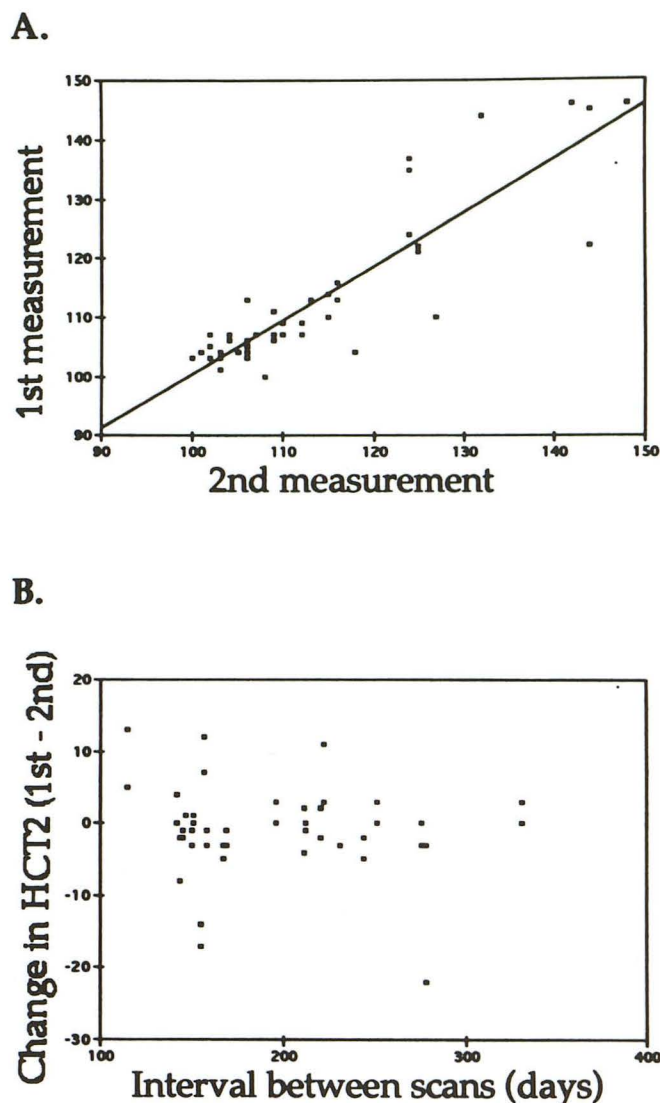 A.
150
140
130
120
110
100
90
90 100 110 120 130 140 150
1st measurement
2nd measurement
B.
20
10
0
-10
-20
-30
100 200 300 400
Change in HCT2 (1st - 2nd)
Interval between scans (days)